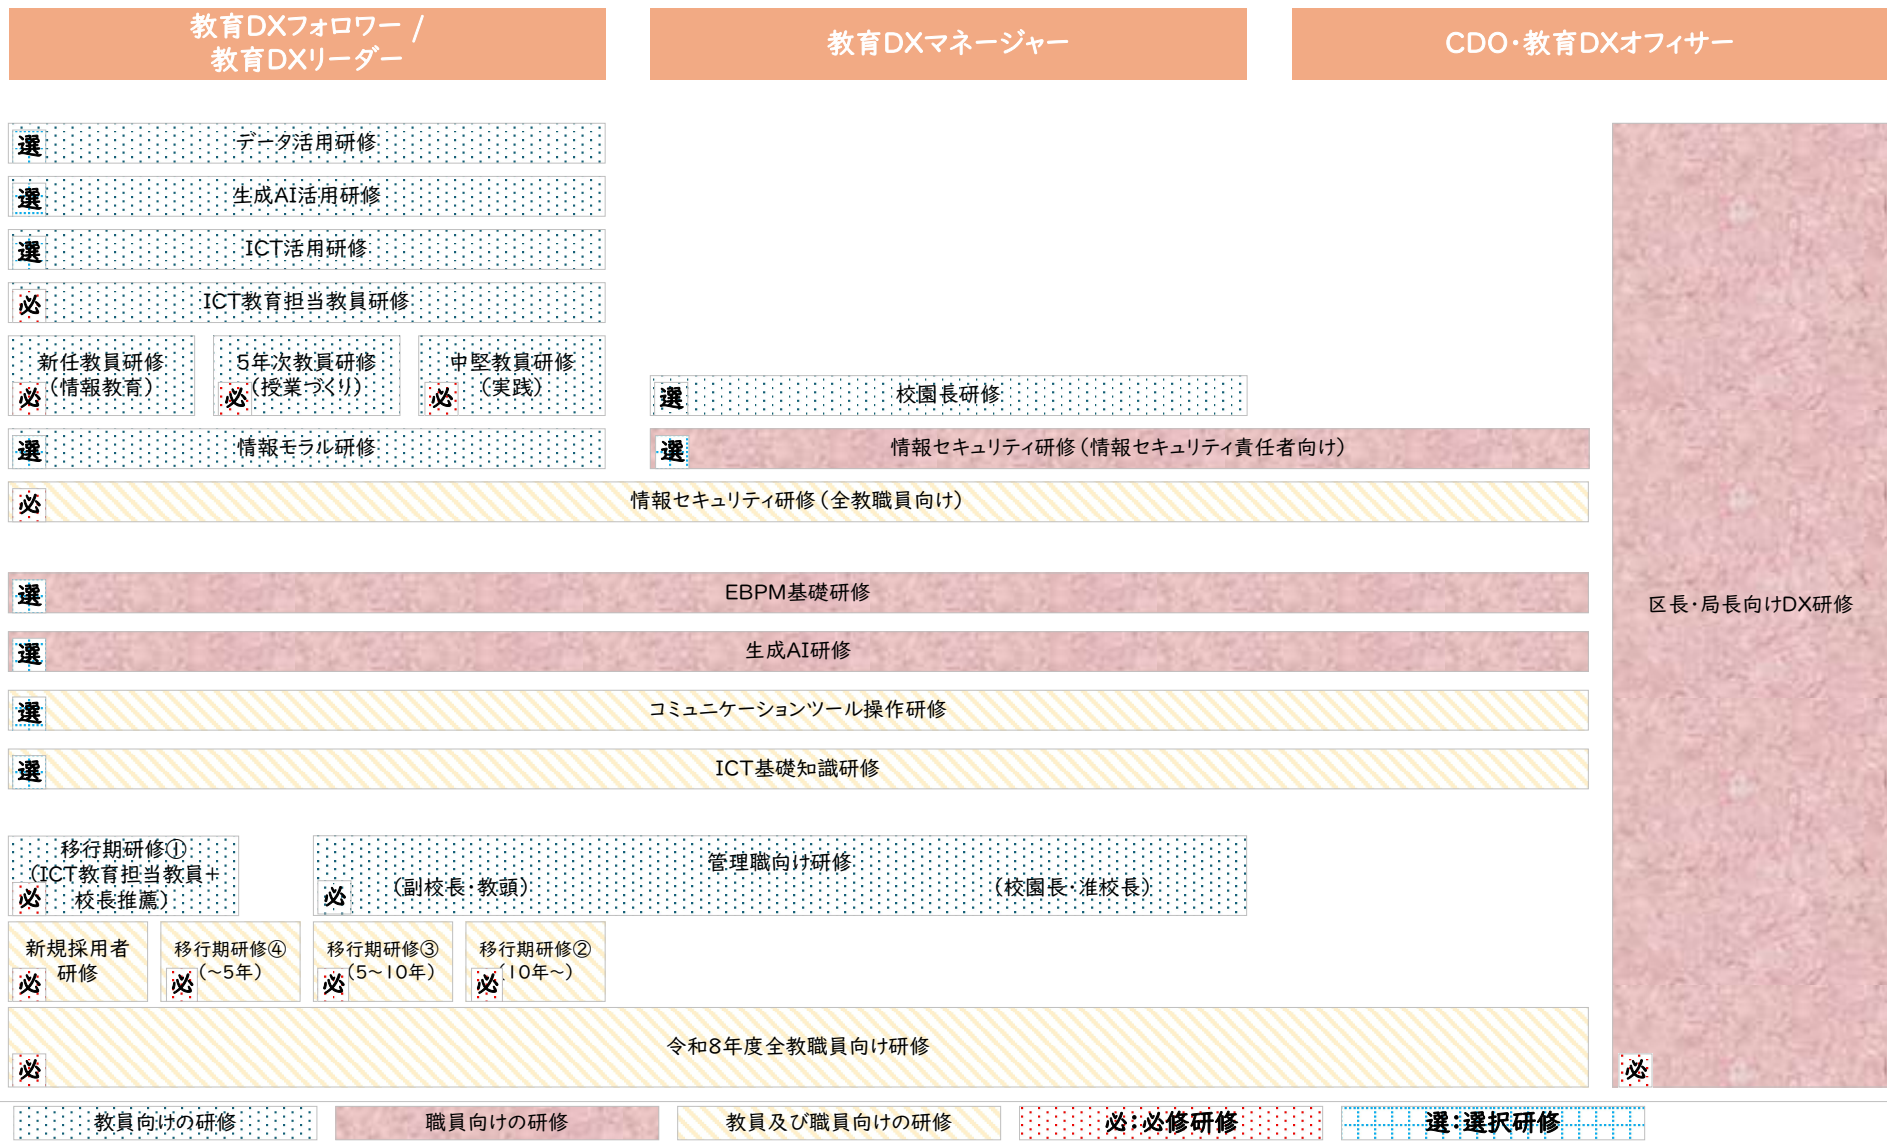 教育DXフォロワー /
教育DXリーダー
教育DXマネージャー
CDO・教育DXオフィサー
選
データ活用研修
選
生成AI活用研修
選
ICT活用研修
必
ICT教育担当教員研修
新任教員研修
(情報教育)
必
5年次教員研修
(授業づくり)
必
中堅教員研修
(実践)
必
選
校園長研修
選
情報モラル研修
選
情報セキュリティ研修(情報セキュリティ責任者向け)
必
情報セキュリティ研修(全教職員向け)
選
EBPM基礎研修
選
生成AI研修
選
コミュニケーションツール操作研修
選
ICT基礎知識研修
区長・局長向けDX研修
必
移行期研修①
(ICT教育担当教員+
校長推薦)
必
管理職向け研修
(副校長・教頭)
(校園長・准校長)
必
新規採用者
研修
必
移行期研修④
(~5年)
必
移行期研修③
(5~10年)
必
移行期研修②
(10年~)
必
令和8年度全教職員向け研修
必
教員向けの研修
職員向けの研修
教員及び職員向けの研修
必:必修研修
選:選択研修